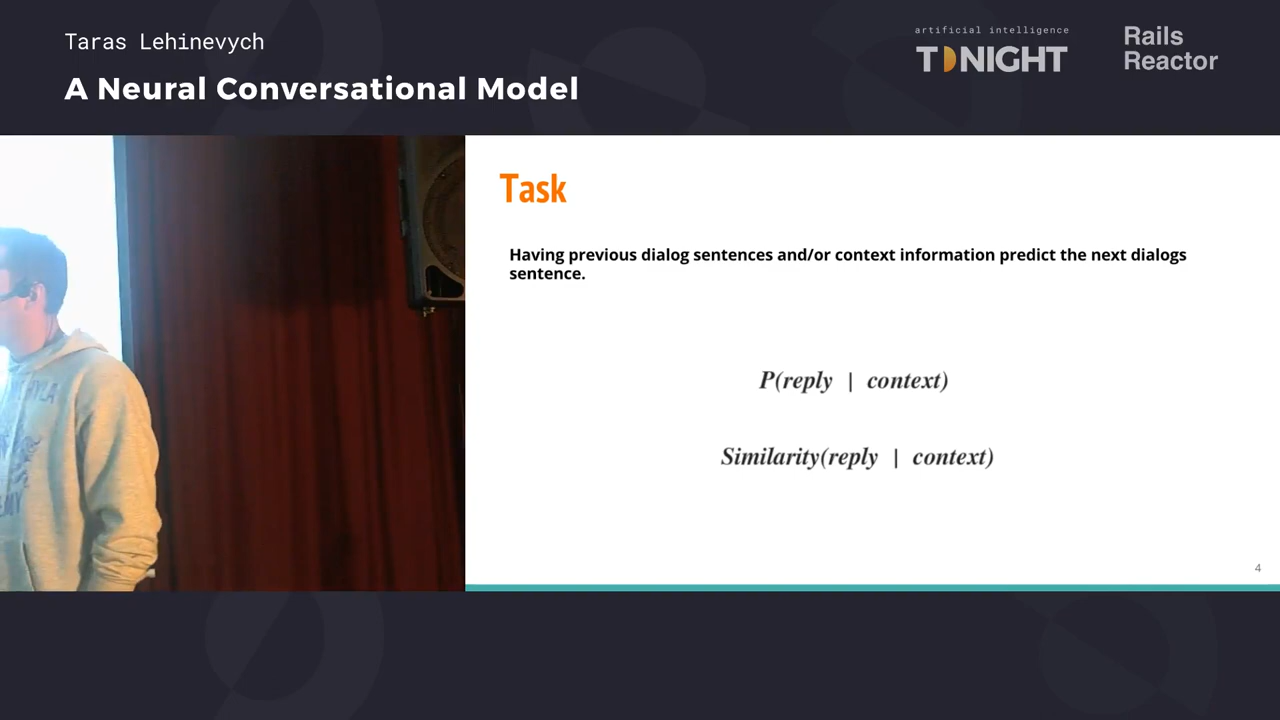 Taras Lehinevych
A Neural Conversational Model
artificial intelligence
TONIGHT
Rails
Reactor
Task
Having previous dialog sentences and/or context information predict the next dialogs
sentence.
P(reply | context)
Similarity(reply | context)
4